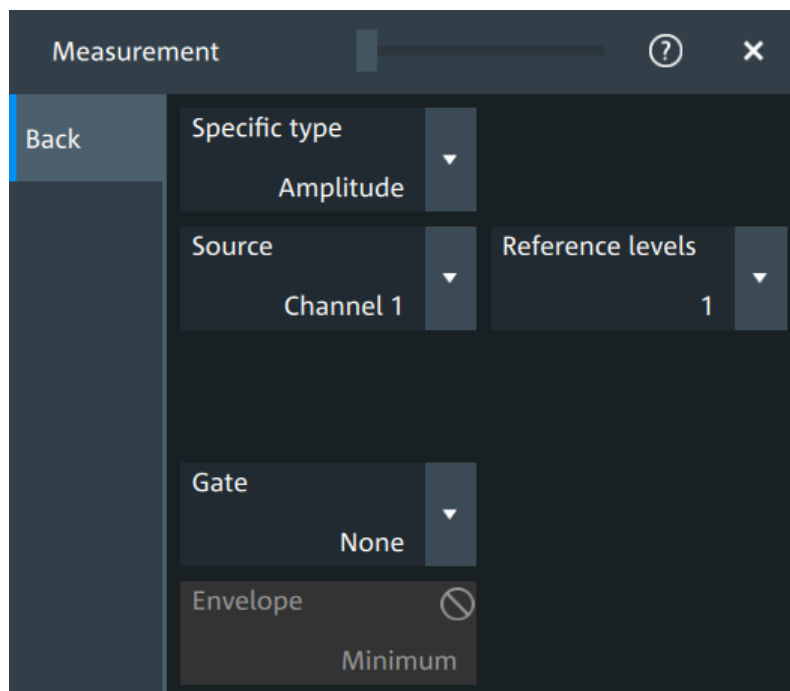 Measurement
Back
Specific type
Amplitude
Source
Channel 1
Reference levels
1
Gate
None
Envelope
Minimum